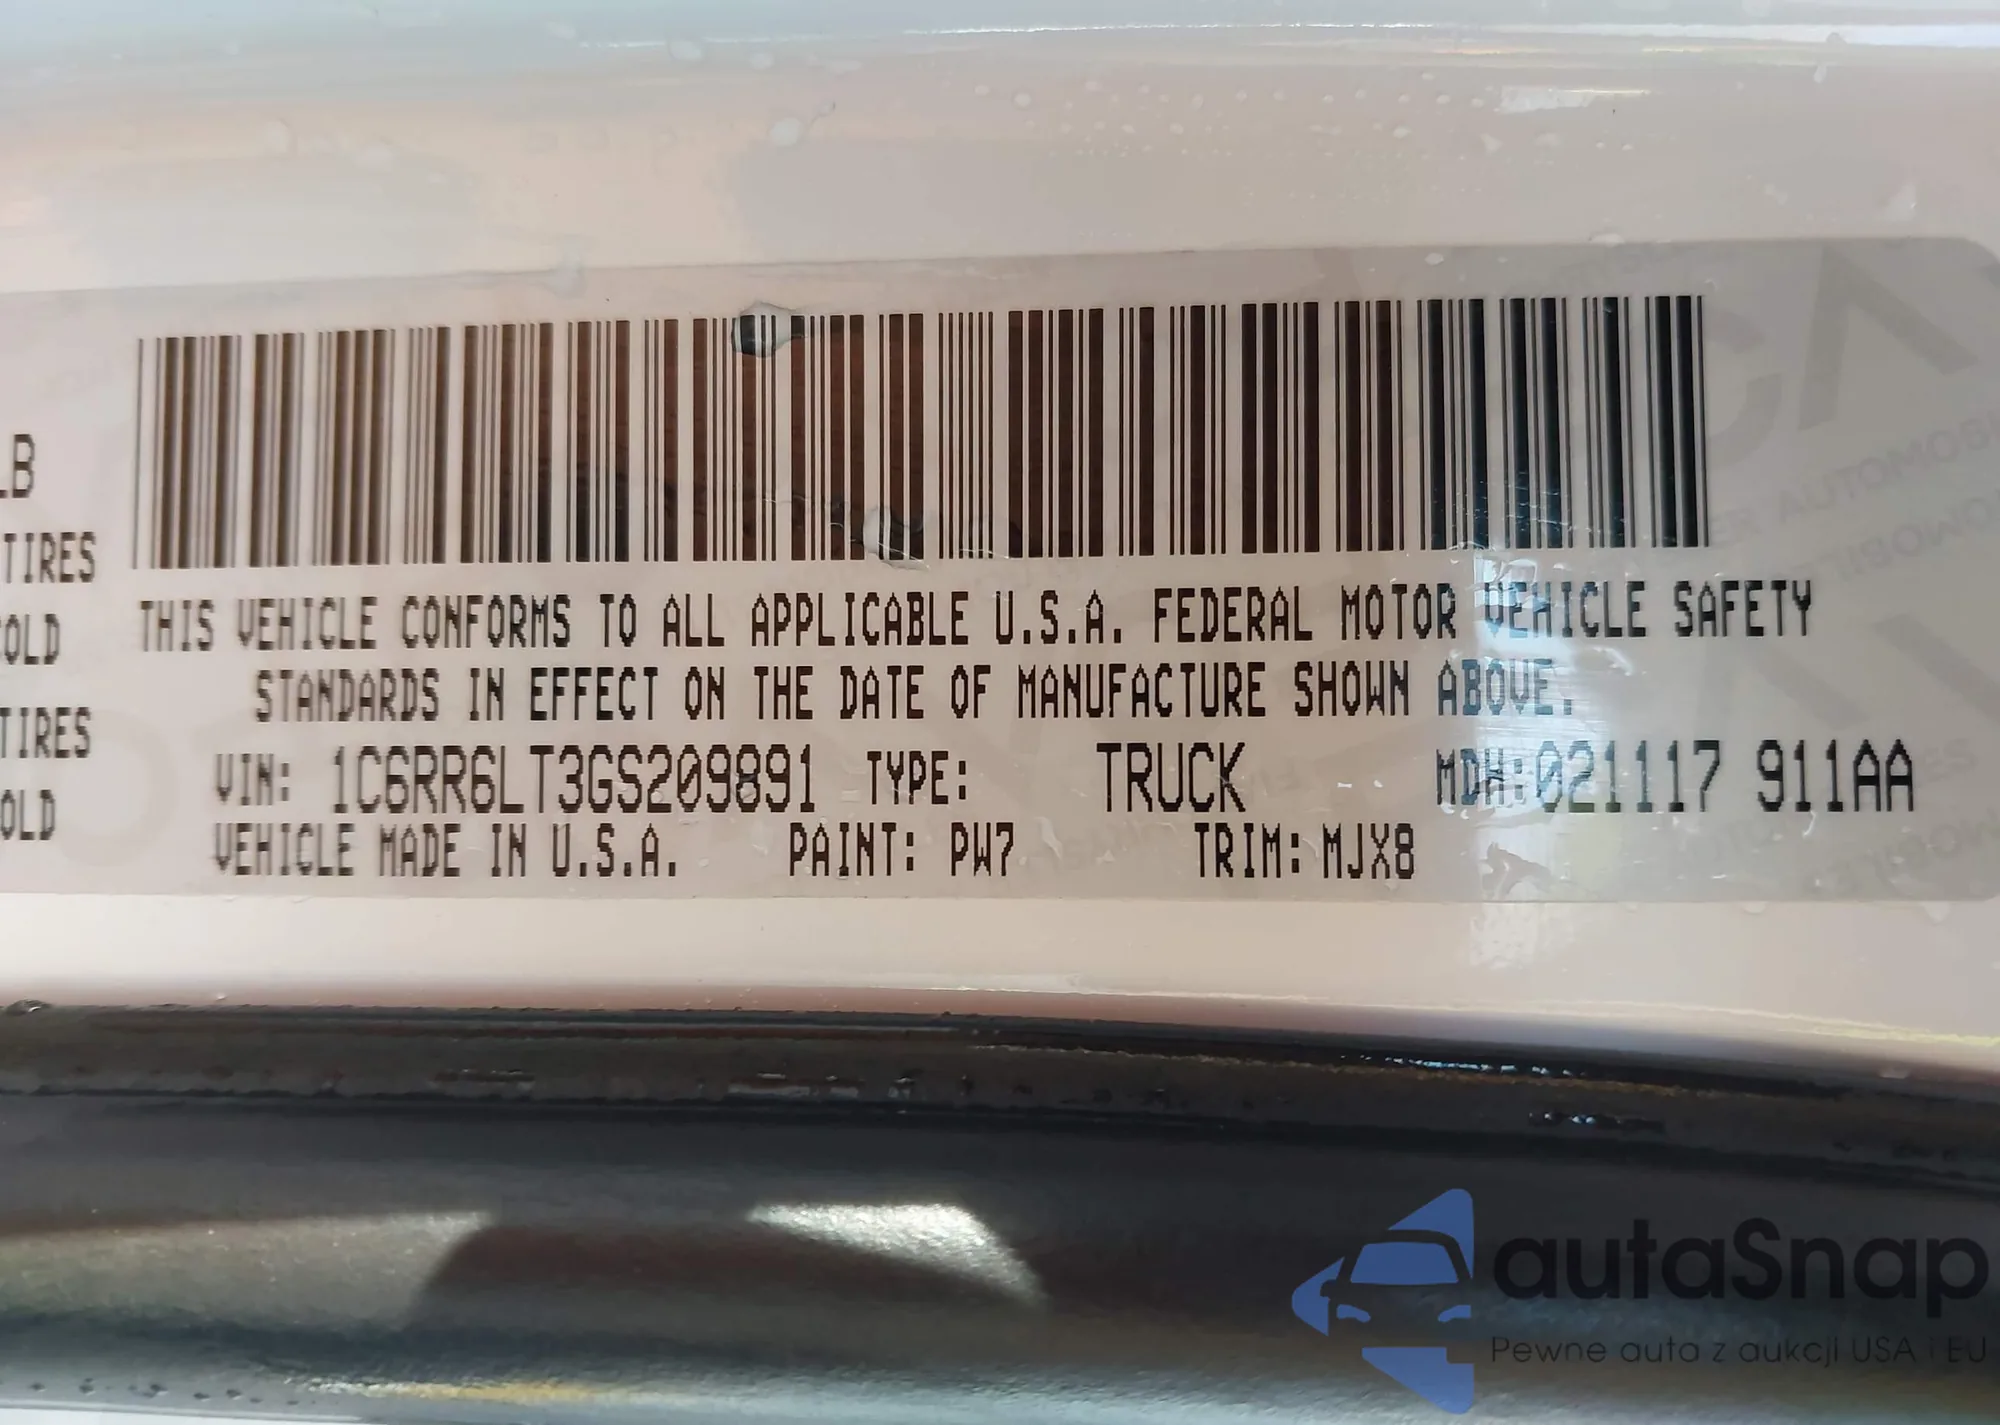 LB
TIRES
COLD
TIRES
COLD
THIS VEHICLE CONFORMS TO ALL APPLICABLE U.S.A. FEDERAL MOTOR VEHICLE SAFETY
STANDARDS IN EFFECT ON THE DATE OF MANUFACTURE SHOWN ABOVE.
VIN: 1C6RR6LT3GS209891 TYPE: TRUCK MDH:021117 911AA
VEHICLE MADE IN U.S.A. PAINT: PW7 TRIM: MJX8
autaSnap
Pewne auta z aukcji USA i EU